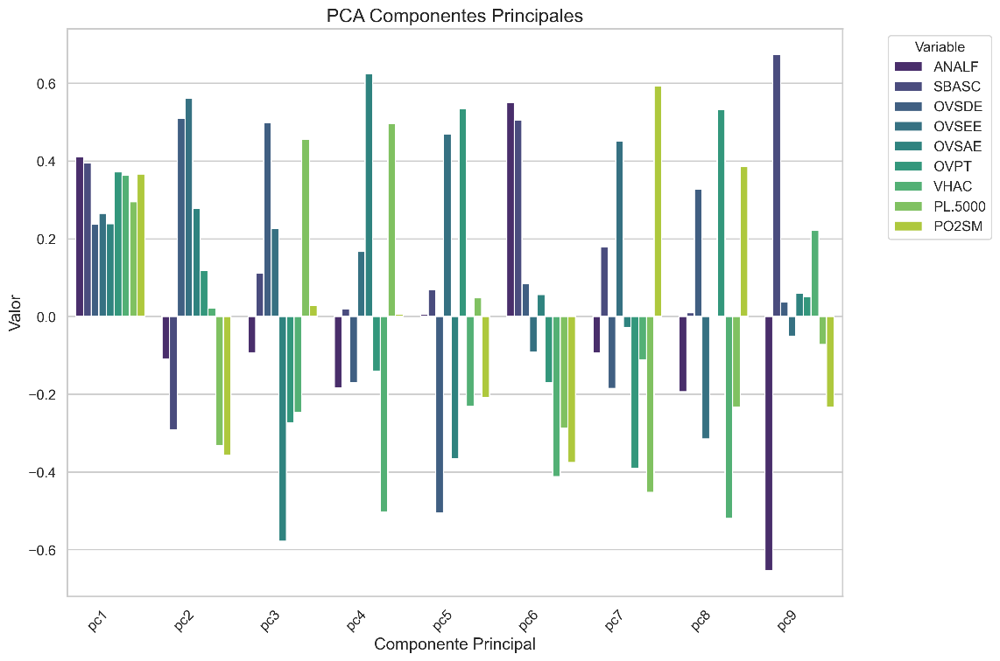 PCA Componentes Principales
Valor
0.6
0.4
0.2
0.0
−0.2
−0.4
−0.6
pc1
pc2
pc3
pc4
pc5
pc6
pc7
pc8
pc9
Componente Principal
Variable
ANALF
SBASC
OVSDE
OVSEE
OVSAE
OVPT
VHAC
PL.5000
PO2SM